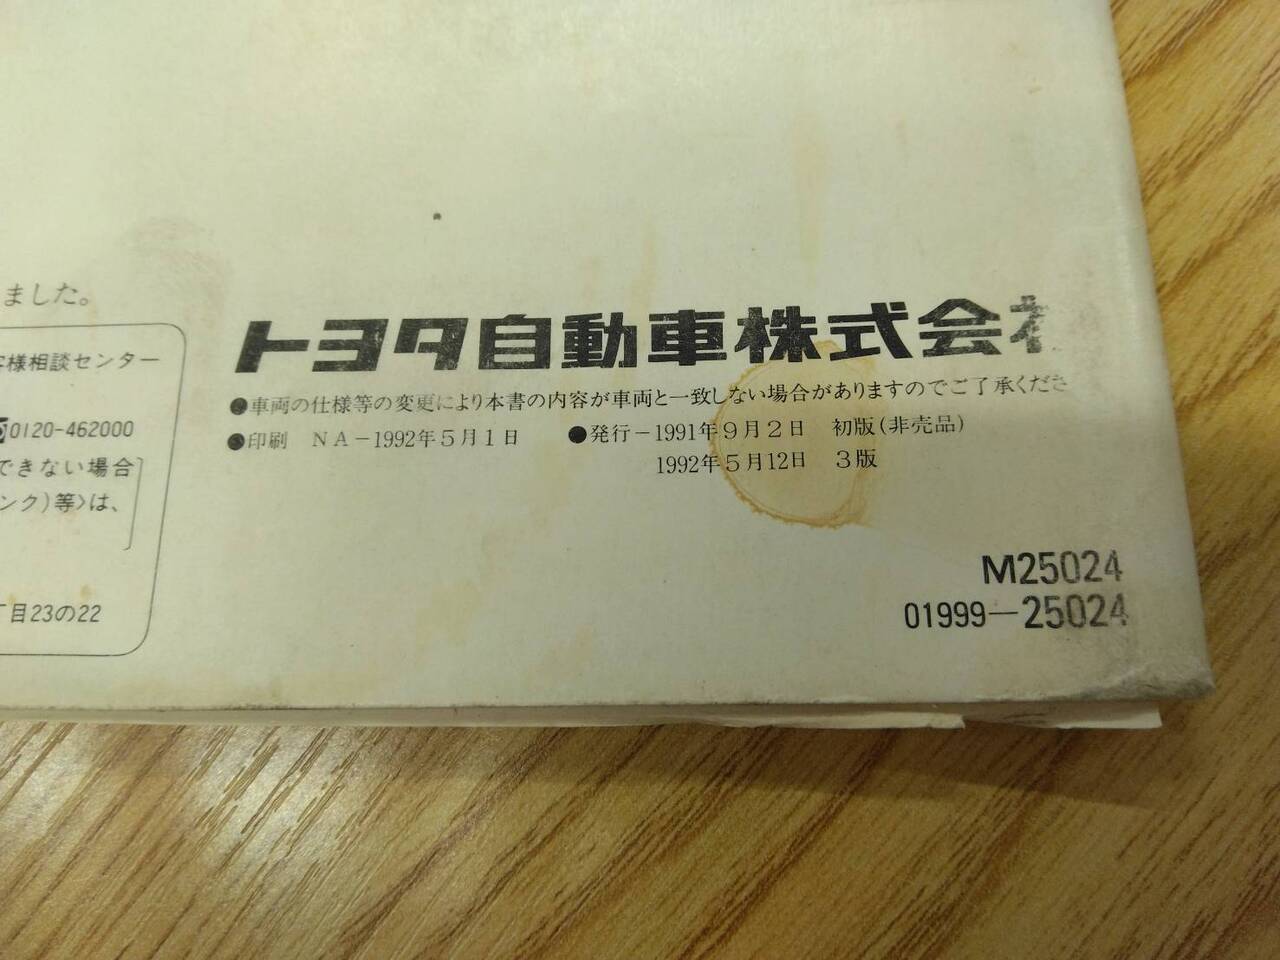 ました。
様相談センター
0120-462000
できない場合
ンク)等〉は、
目23の22
トヨタ自動車株式会社
●車両の仕様等の変更により本書の内容が車両と一致しない場合がありますのでご了承くださ
●印刷 NA－1992年5月1日 ●発行－1991年9月2日 初版(非売品)
1992年5月12日 3版
M25024
01999－25024